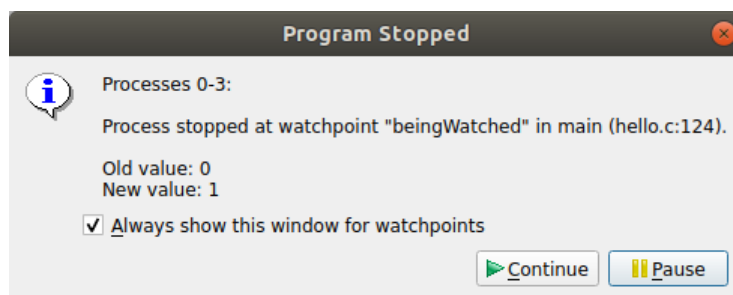 Program Stopped
Processes 0-3:
Process stopped at watchpoint "beingWatched" in main (hello.c:124).
Old value: 0
New value: 1
Always show this window for watchpoints
Continue
Pause